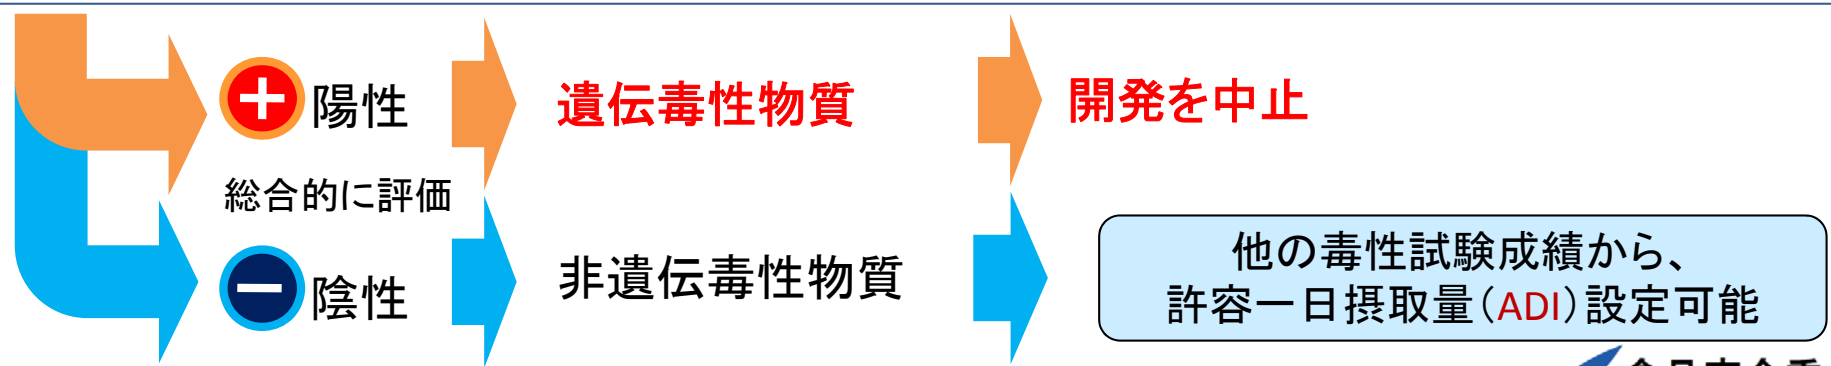 陽性
遺伝毒性物質
開発を中止
総合的に評価
陰性
非遺伝毒性物質
他の毒性試験成績から、
許容一日摂取量（ADI）設定可能